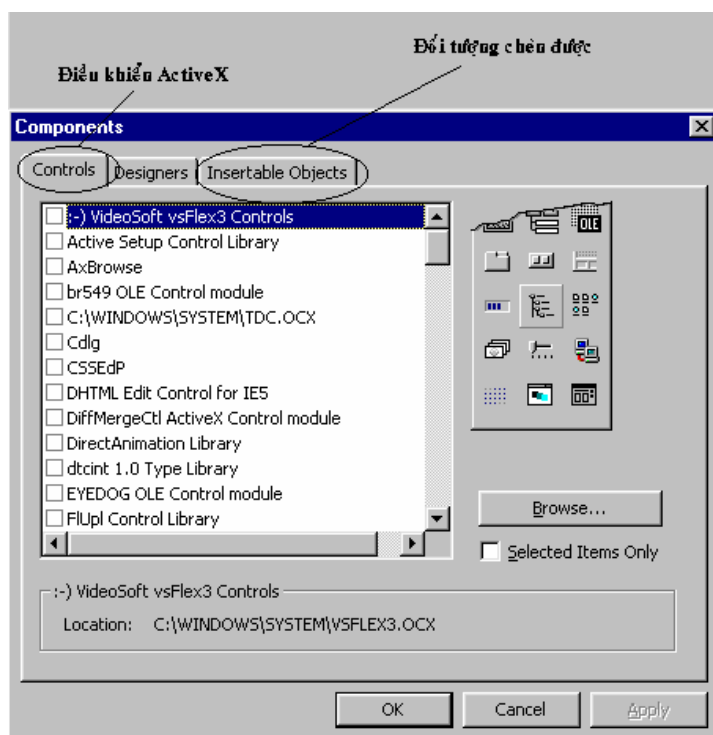 Đối tượng chèn được
Điều khiển ActiveX
Components
Controls Designers Insertable Objects
:-) VideoSoft vsFlex3 Controls
Active Setup Control Library
AxBrowse
br549 OLE Control module
C:\WINDOWS\SYSTEM\TDC.OCX
Cdlg
CSSEdP
DHTML Edit Control for IE5
DiffMergeCtl ActiveX Control module
DirectAnimation Library
dtcint 1.0 Type Library
EYEDOG OLE Control module
FlUpl Control Library
OLE
Browse...
Selected Items Only
:-) VideoSoft vsFlex3 Controls
Location: C:\WINDOWS\SYSTEM\VSFLEX3.OCX
OK Cancel Apply